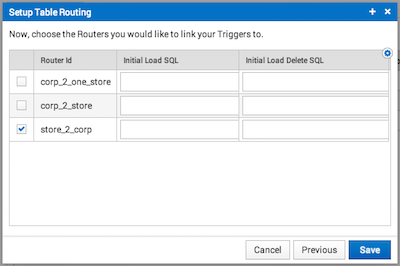 Setup Table Routing
Now, choose the Routers you would like to link your Triggers to.
Router Id Initial Load SQL Initial Load Delete SQL
corp_2_one_store
corp_2_store
store_2_corp
Cancel Previous Save